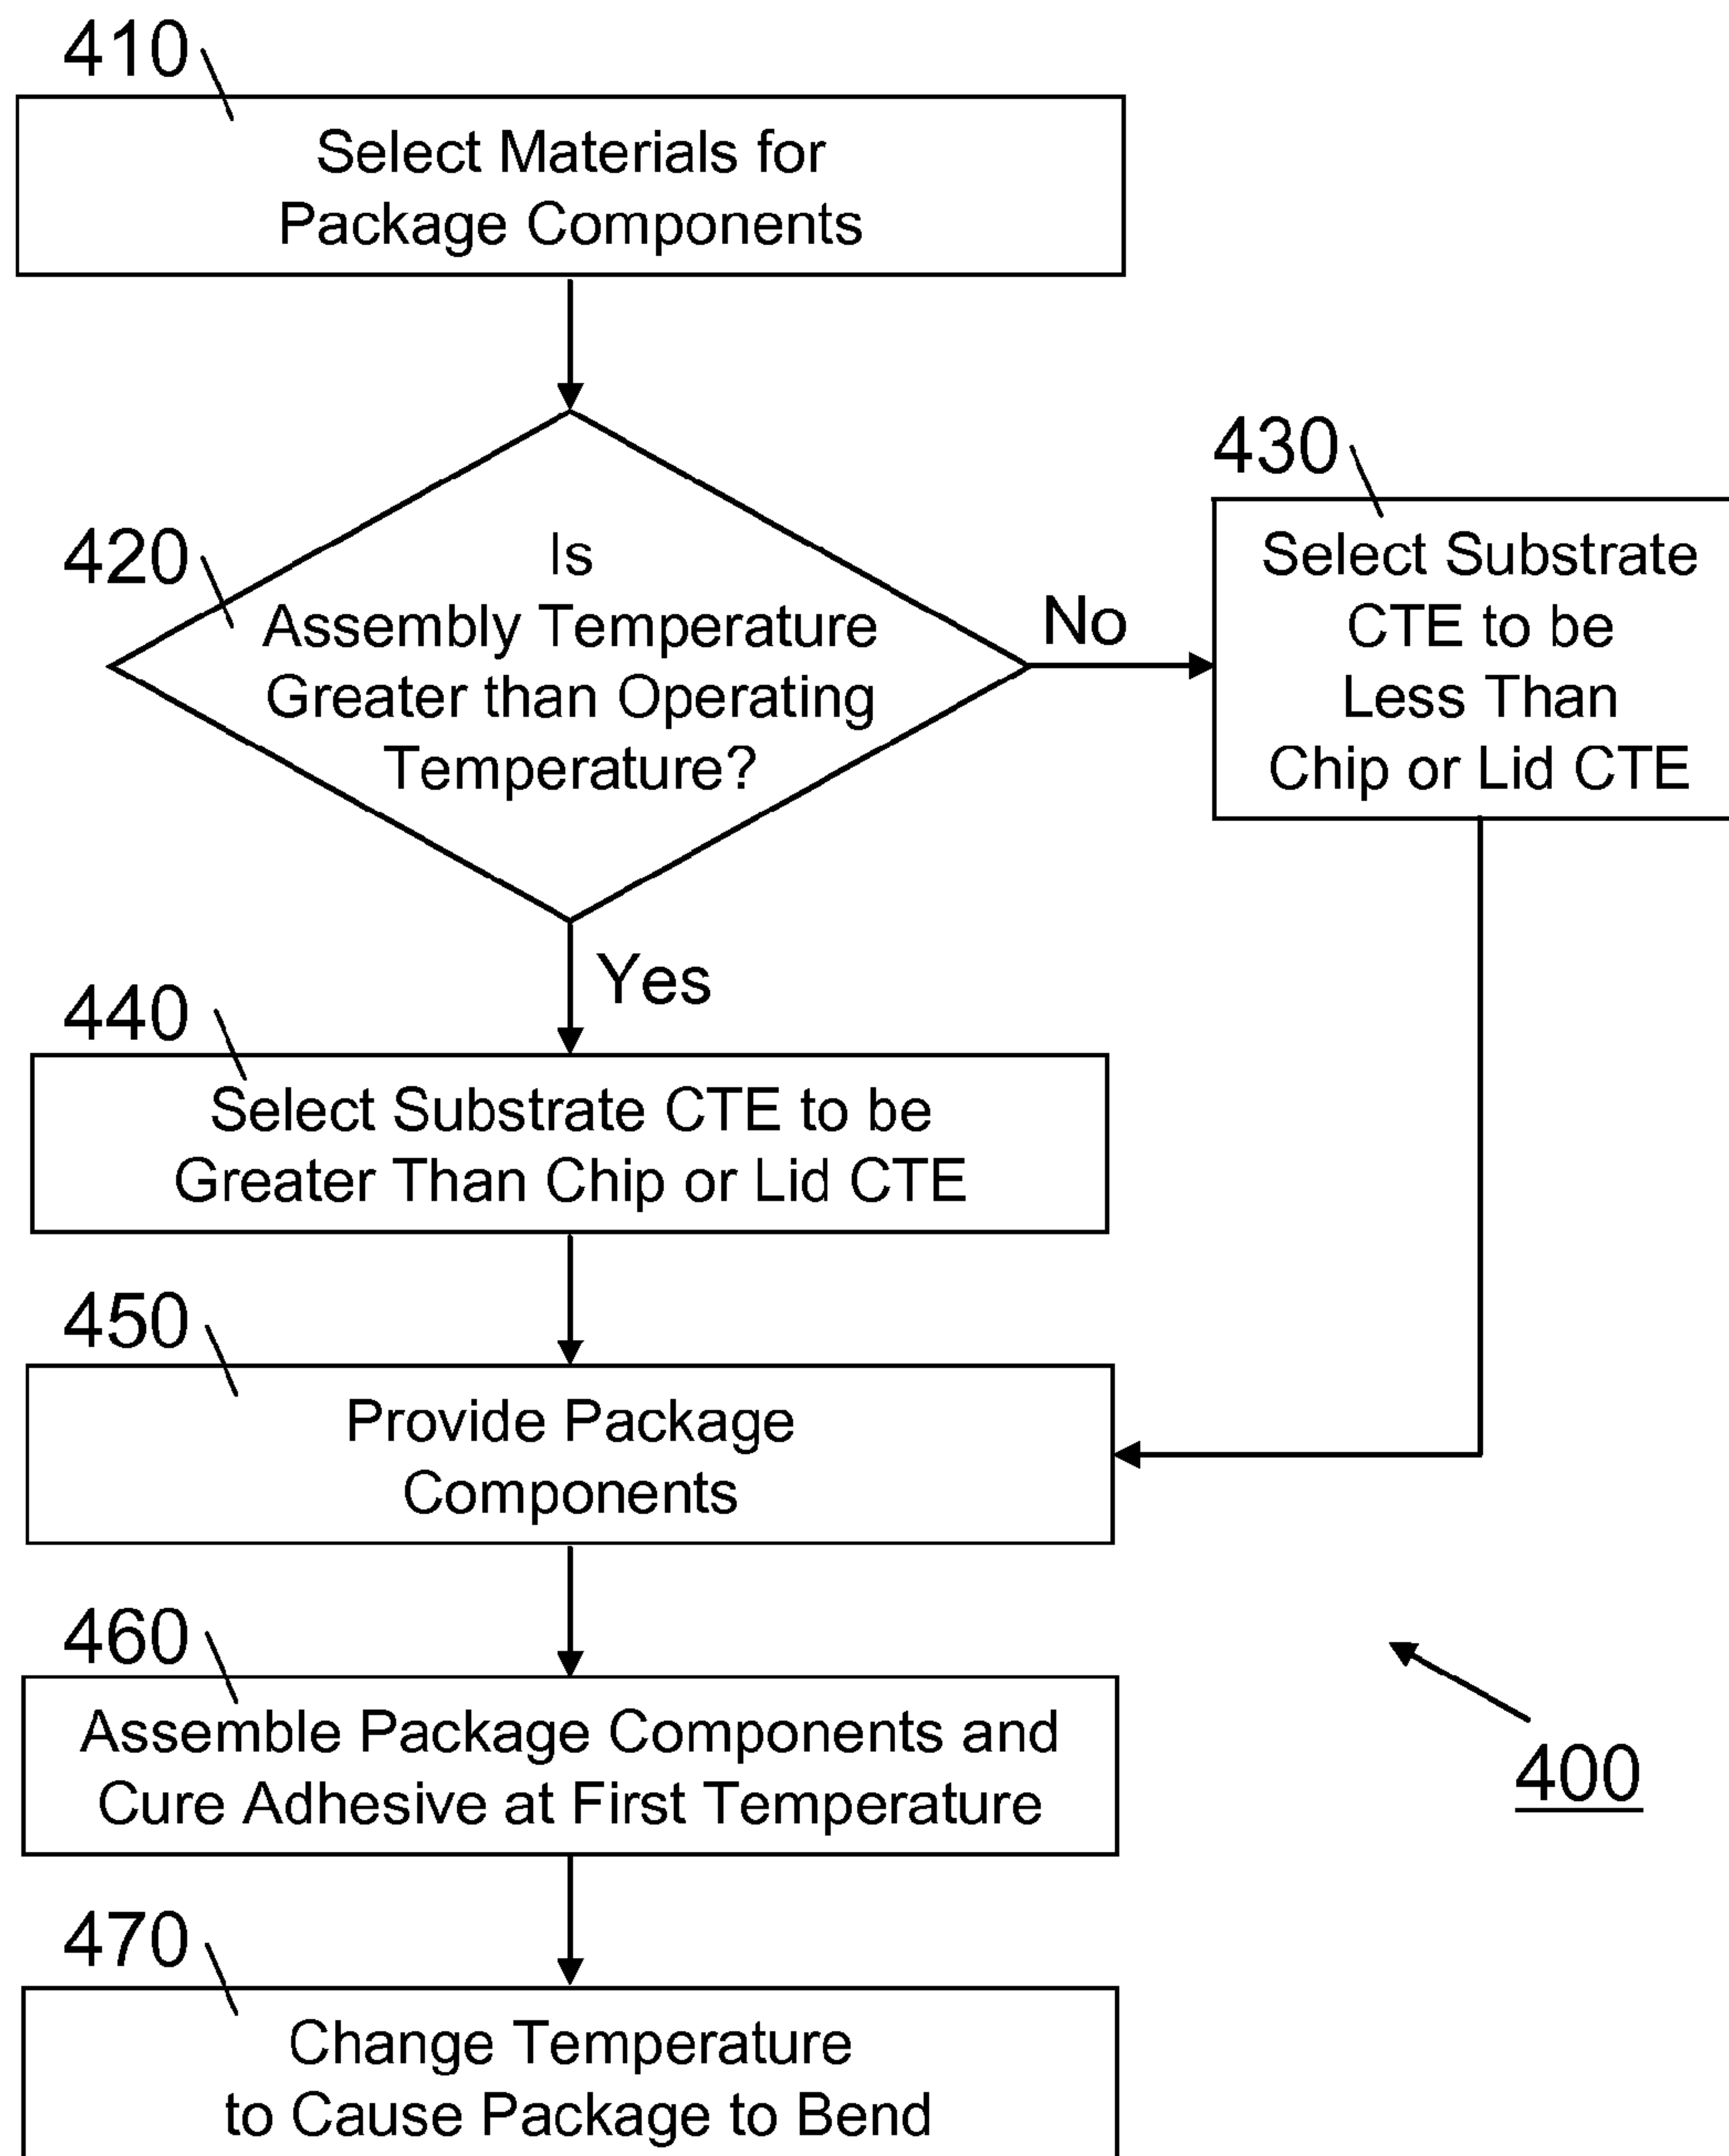 410
Select Materials for
Package Components
420
Is
Assembly Temperature
Greater than Operating
Temperature?
No
430
Select Substrate
CTE to be
Less Than
Chip or Lid CTE
Yes
440
Select Substrate CTE to be
Greater Than Chip or Lid CTE
450
Provide Package
Components
460
Assemble Package Components and
Cure Adhesive at First Temperature
400
470
Change Temperature
to Cause Package to Bend